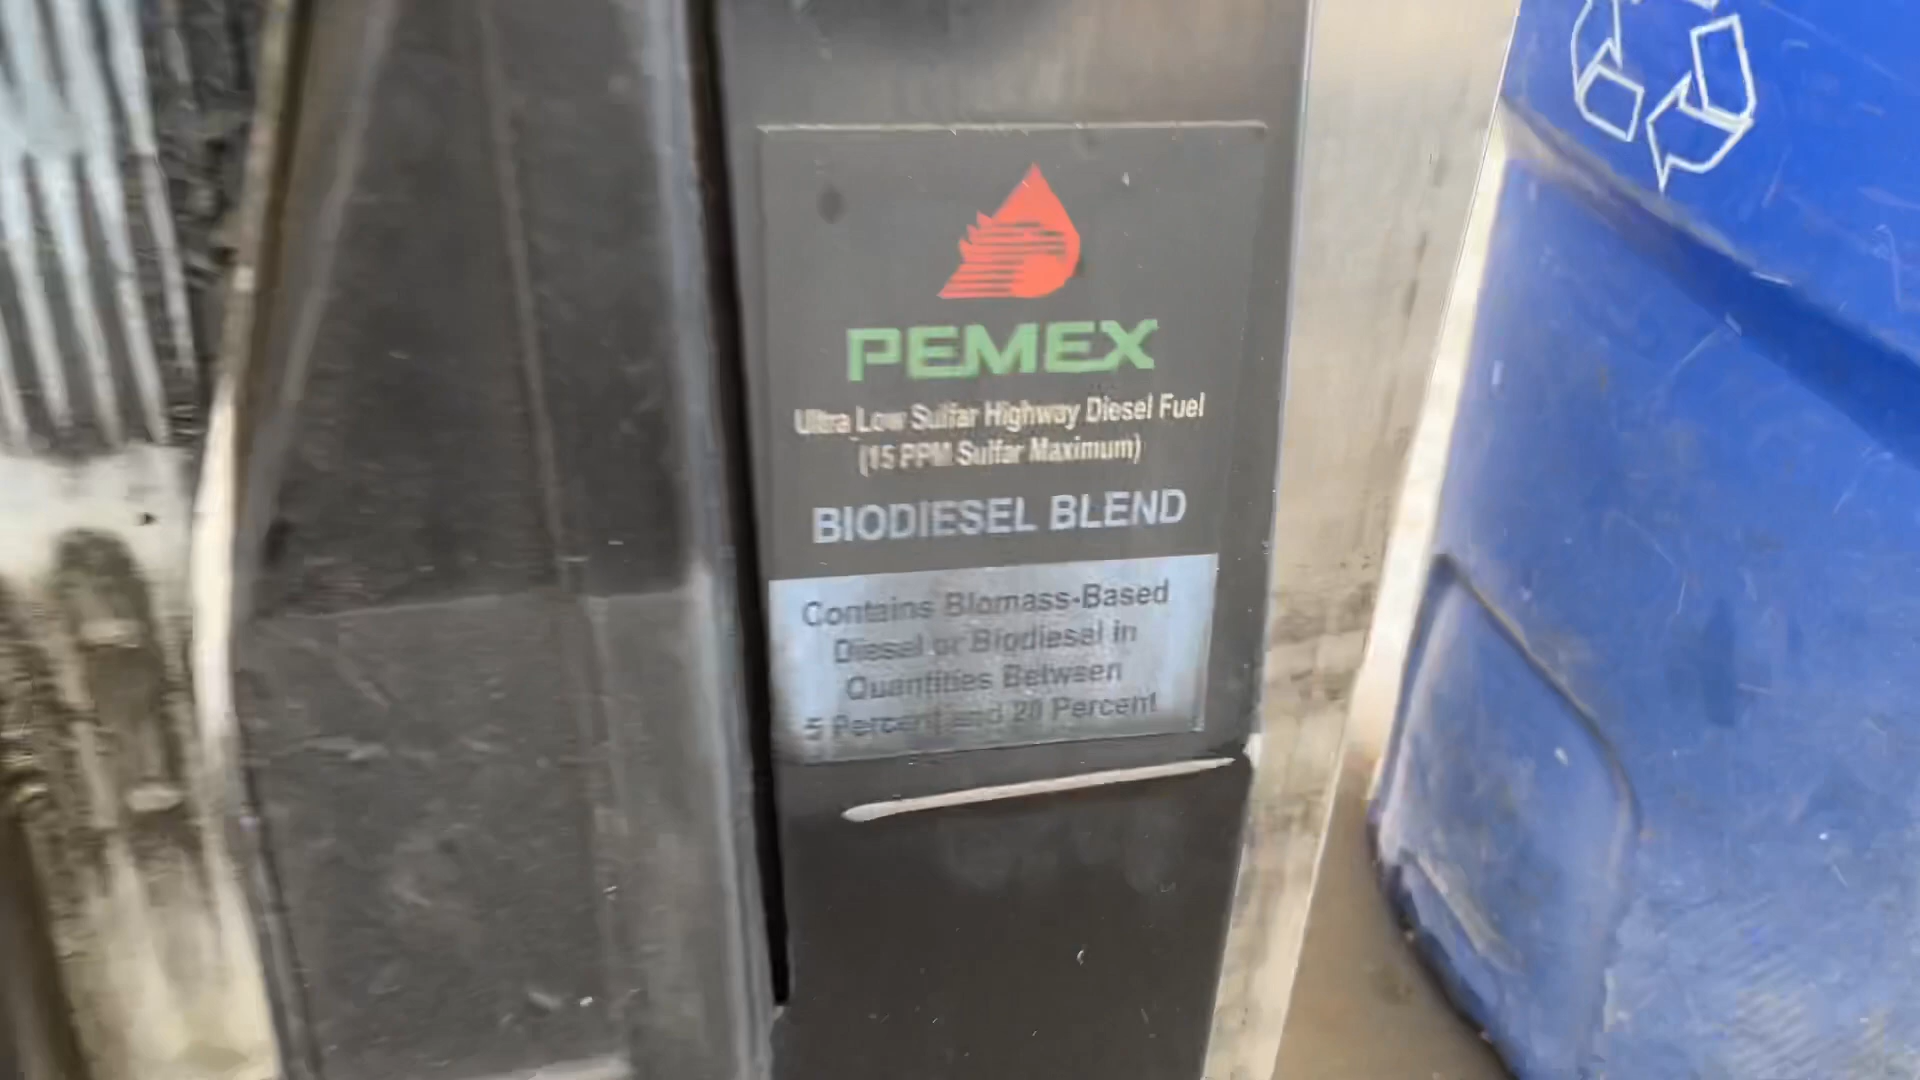 PEMEX
Ultra Low Sulfar Highway Diesel Fuel
(15 PPM Sulfar Maximum)
BIODIESEL BLEND
Contains Biomass-Based
Diesel or Biodiesel in
Quantities Between
5 Percent and 20 Percent